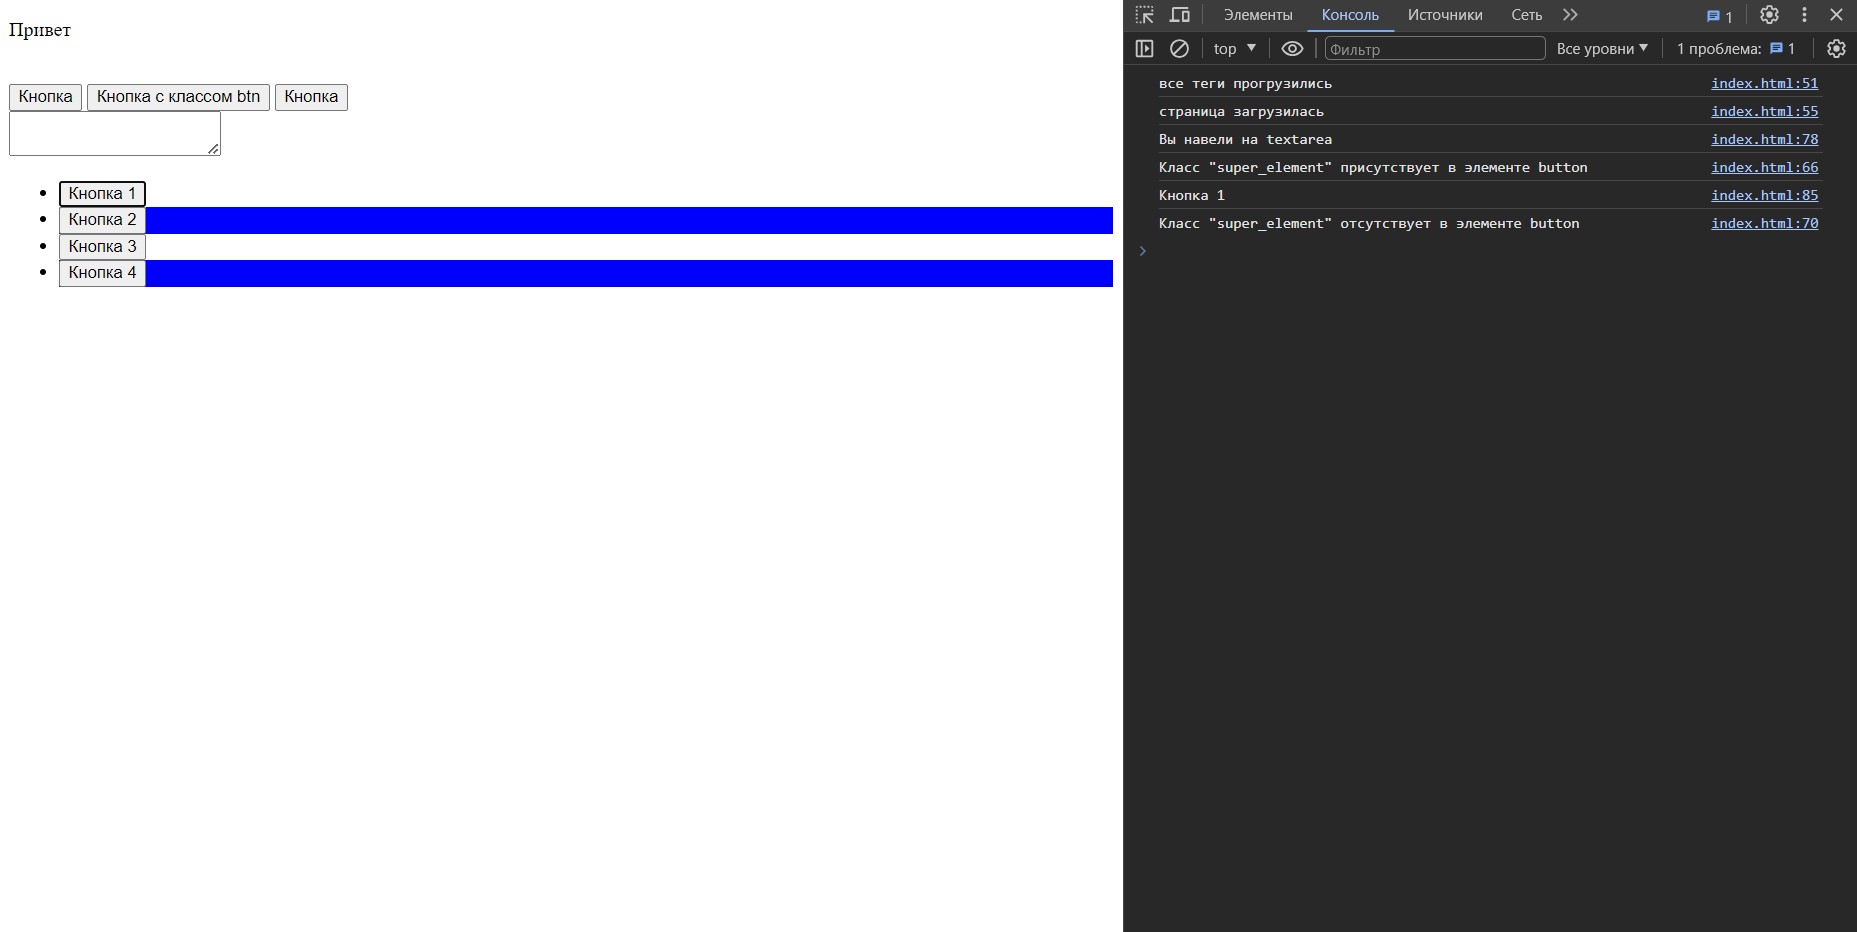 Привет
Кнопка Кнопка с классом btn Кнопка
Кнопка 1
Кнопка 2
Кнопка 3
Кнопка 4
Элементы Консоль Источники Сеть 1
top Фильтр Все уровни 1 проблема: 1
все теги прогрузились index.html:51
страница загрузилась index.html:55
Вы навели на textarea index.html:78
Класс "super_element" присутствует в элементе button index.html:66
Кнопка 1 index.html:85
Класс "super_element" отсутствует в элементе button index.html:70